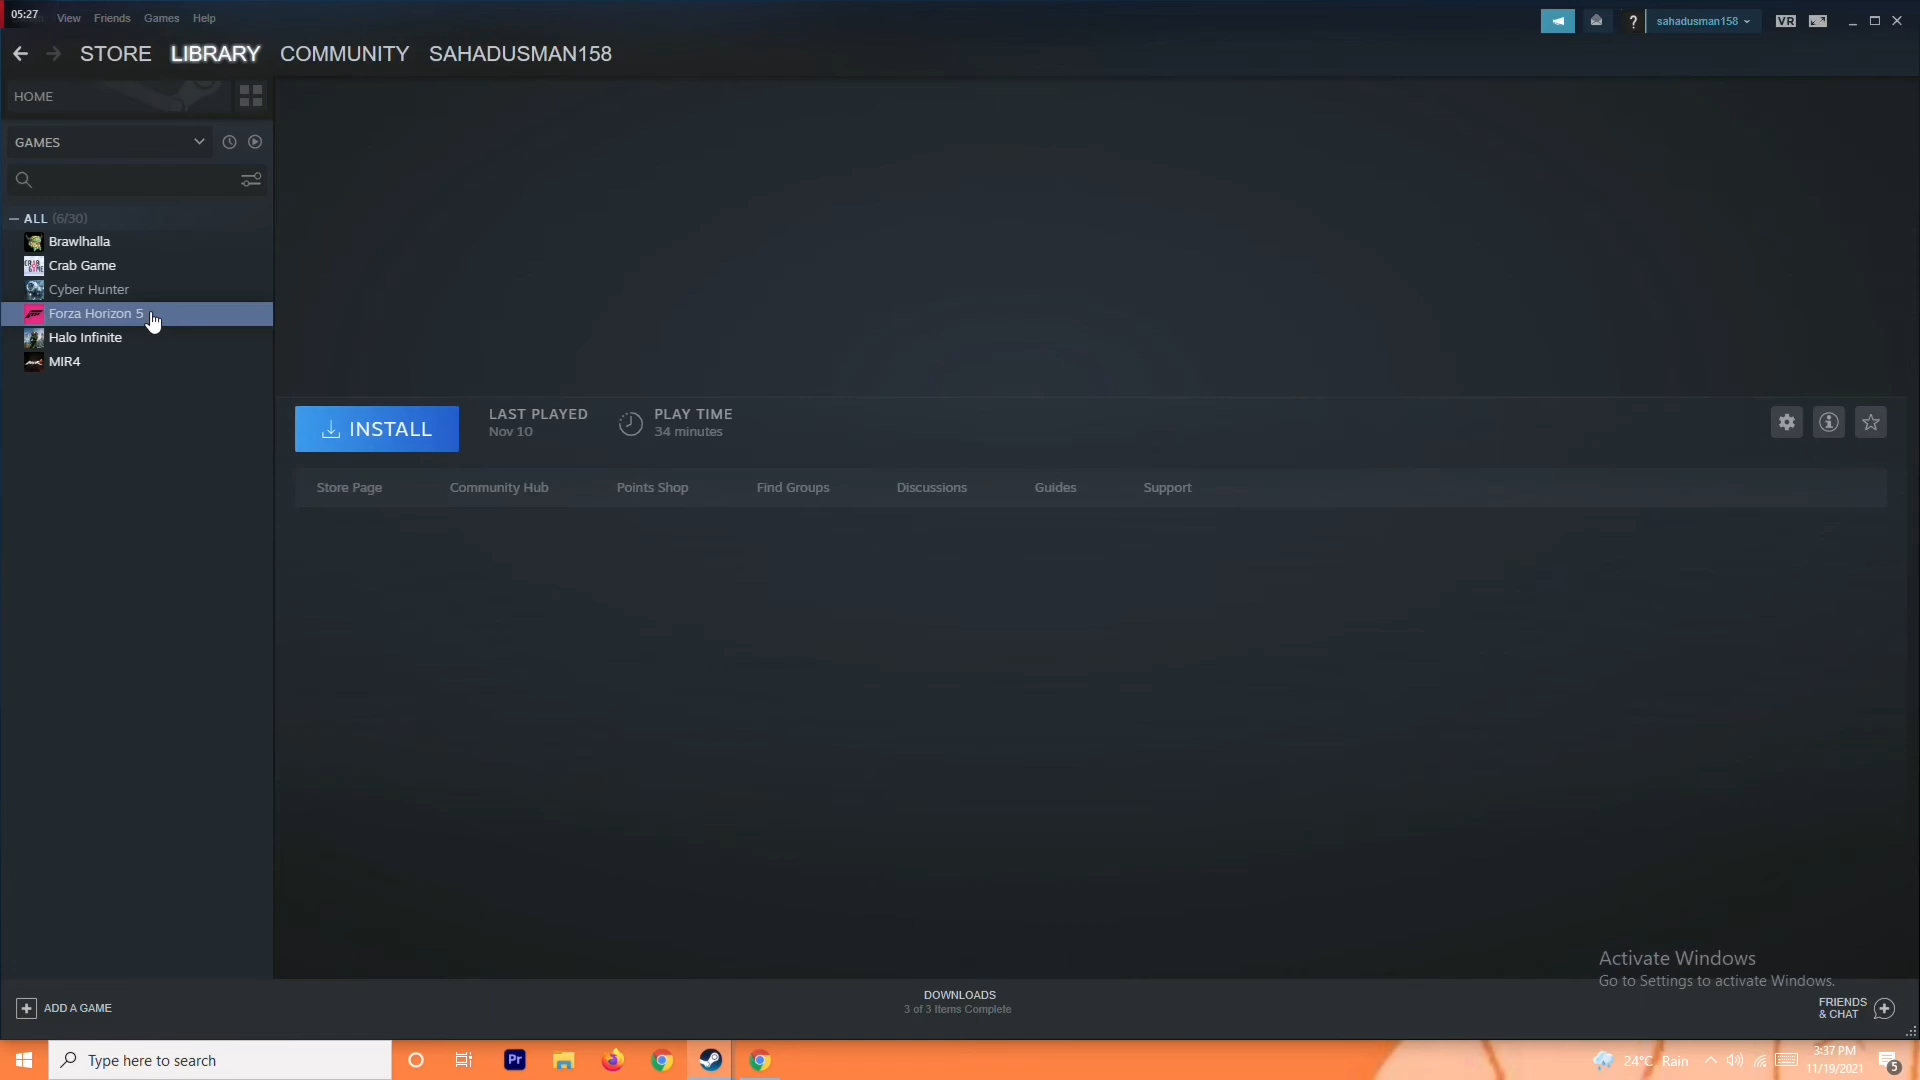 05:27 View Friends Games Help
sahadusman158
VR
STORE LIBRARY COMMUNITY SAHADUSMAN158
HOME
GAMES
ALL (6/30)
Brawlhalla
Crab Game
Cyber Hunter
Forza Horizon 5
Halo Infinite
MIR4
INSTALL
LAST PLAYED
Nov 10
PLAY TIME
34 minutes
Store Page Community Hub Points Shop Find Groups Discussions Guides Support
Activate Windows
Go to Settings to activate Windows.
ADD A GAME
DOWNLOADS
3 of 3 Items Complete
FRIENDS
& CHAT
Type here to search
Pr
24°C Rain
3:37 PM
11/19/2021
5